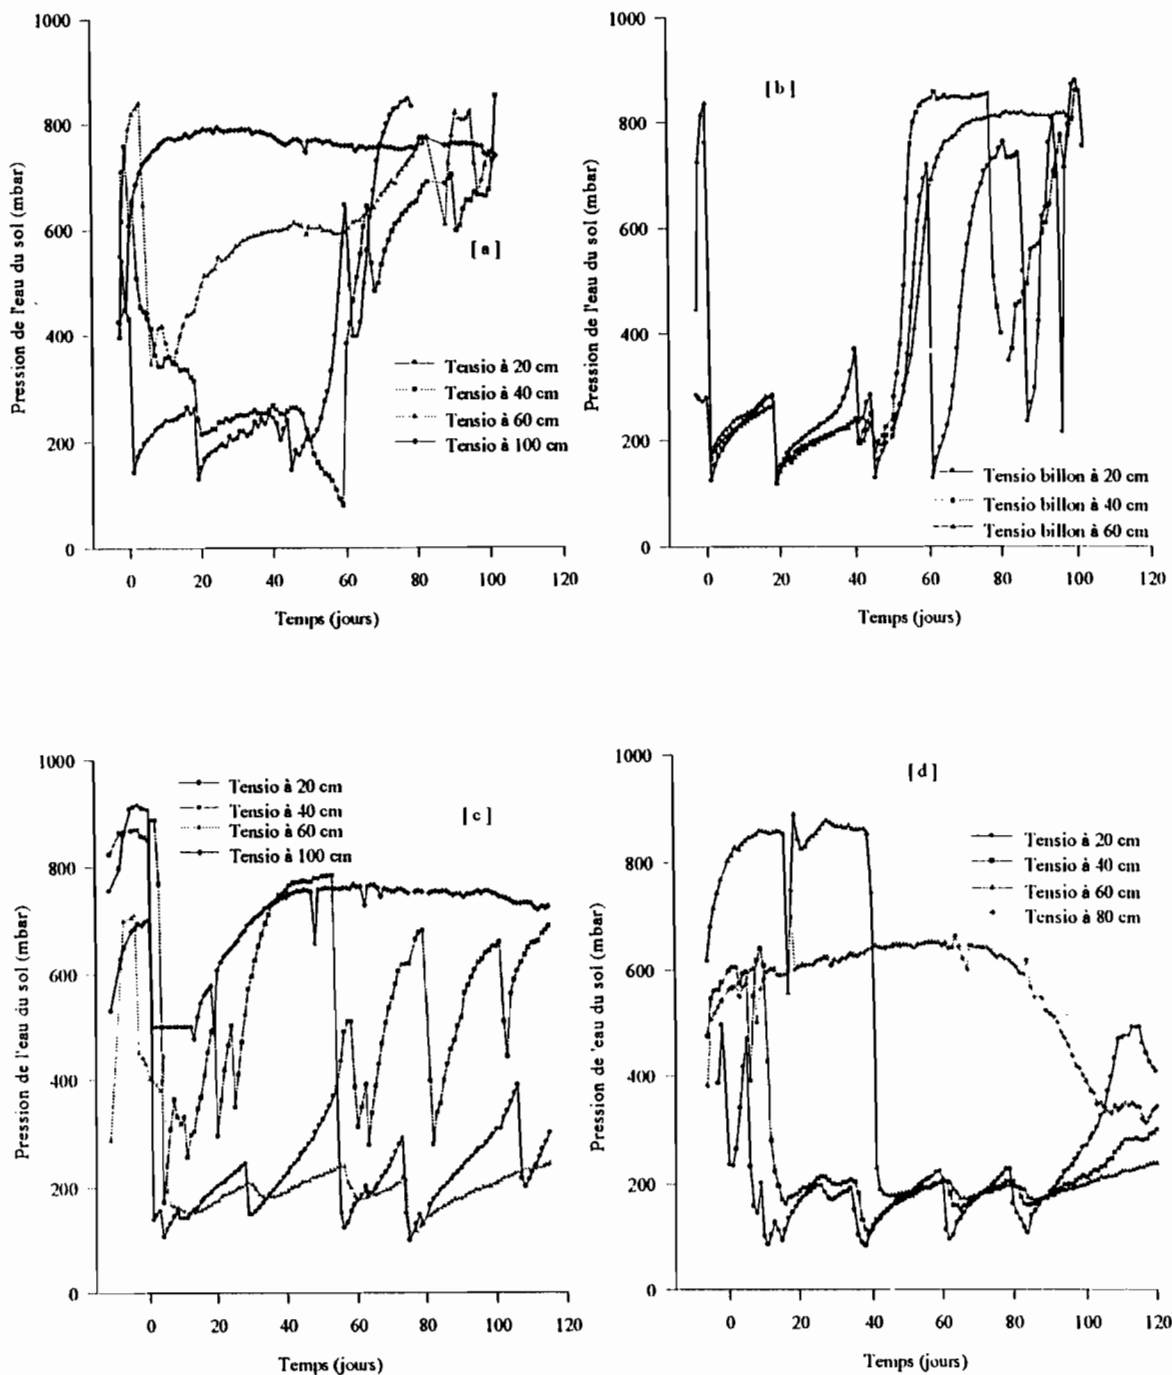 1000
800
600
400
200
0
Pression de l'eau du sol (mbar)
[ a ]
Tensio à 20 cm
Tensio à 40 cm
Tensio à 60 cm
Tensio à 100 cm
0 20 40 60 80 100 120
Temps (jours)
1000
800
600
400
200
0
Pression de l'eau du sol (mbar)
[ b ]
Tensio billon à 20 cm
Tensio billon à 40 cm
Tensio billon à 60 cm
0 20 40 60 80 100 120
Temps (jours)
1000
800
600
400
200
0
Pression de l'eau du sol (mbar)
Tensio à 20 cm
Tensio à 40 cm
Tensio à 60 cm
Tensio à 100 cm
[ c ]
0 20 40 60 80 100 120
Temps (jours)
1000
800
600
400
200
0
Pression de 'eau du sol (mbar)
[ d ]
Tensio à 20 cm
Tensio à 40 cm
Tensio à 60 cm
Tensio à 80 cm
0 20 40 60 80 100 120
Temps (jours)